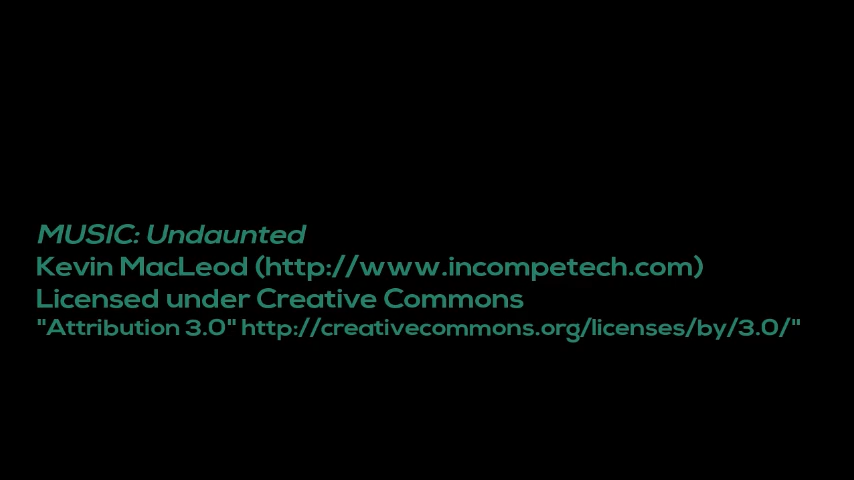 MUSIC: Undaunted
Kevin MacLeod (http://www.incompetech.com)
Licensed under Creative Commons
"Attribution 3.0" http://creativecommons.org/licenses/by/3.0/"